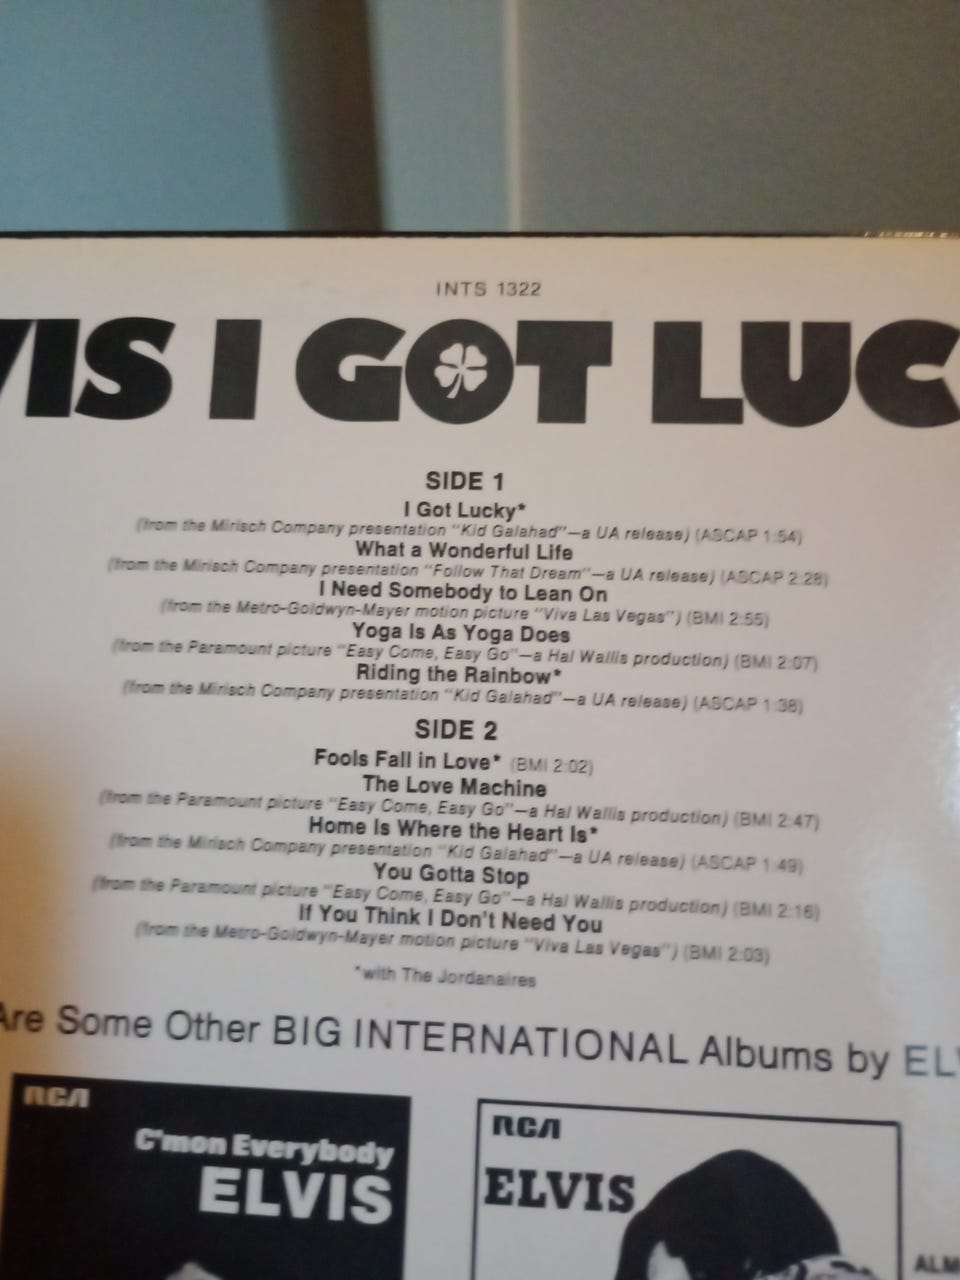 INTS 1322
VIS I GOT LUC
SIDE 1
I Got Lucky*
(from the Mirisch Company presentation "Kid Galahad"—a UA release) (ASCAP 1:54)
What a Wonderful Life
(from the Mirisch Company presentation "Follow That Dream"—a UA release) (ASCAP 2:28)
I Need Somebody to Lean On
(from the Metro-Goldwyn-Mayer motion picture "Viva Las Vegas") (BMI 2:55)
Yoga Is As Yoga Does
(from the Paramount picture "Easy Come, Easy Go"—a Hal Wallis production) (BMI 2:07)
Riding the Rainbow*
(from the Mirisch Company presentation "Kid Galahad"—a UA release) (ASCAP 1:38)
SIDE 2
Fools Fall in Love* (BMI 2:02)
The Love Machine
(from the Paramount picture "Easy Come, Easy Go"—a Hal Wallis production) (BMI 2:47)
Home Is Where the Heart Is*
(from the Mirisch Company presentation "Kid Galahad"—a UA release) (ASCAP 1:49)
You Gotta Stop
(from the Paramount picture "Easy Come, Easy Go"—a Hal Wallis production) (BMI 2:16)
If You Think I Don't Need You
(from the Metro-Goldwyn-Mayer motion picture "Viva Las Vegas") (BMI 2:03)
*with The Jordanaires
Are Some Other BIG INTERNATIONAL Albums by ELV
RCA
C'mon Everybody
ELVIS
RCA
ELVIS
ALM